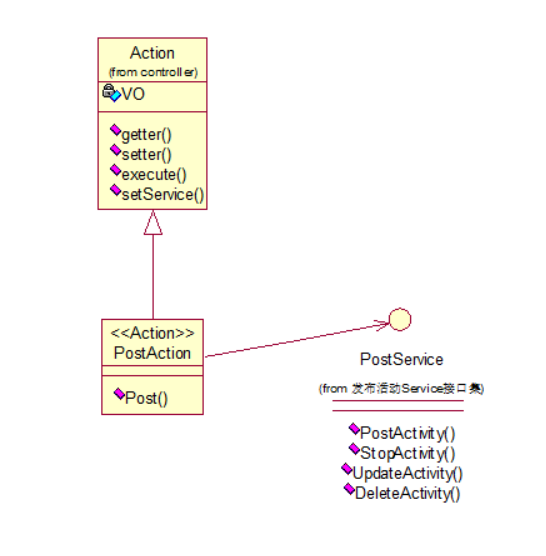 Action
(from controller)
VO
getter()
setter()
execute()
setService()
<<Action>>
PostAction
Post()
PostService
(from 发布活动Service接口集)
PostActivity()
StopActivity()
UpdateActivity()
DeleteActivity()